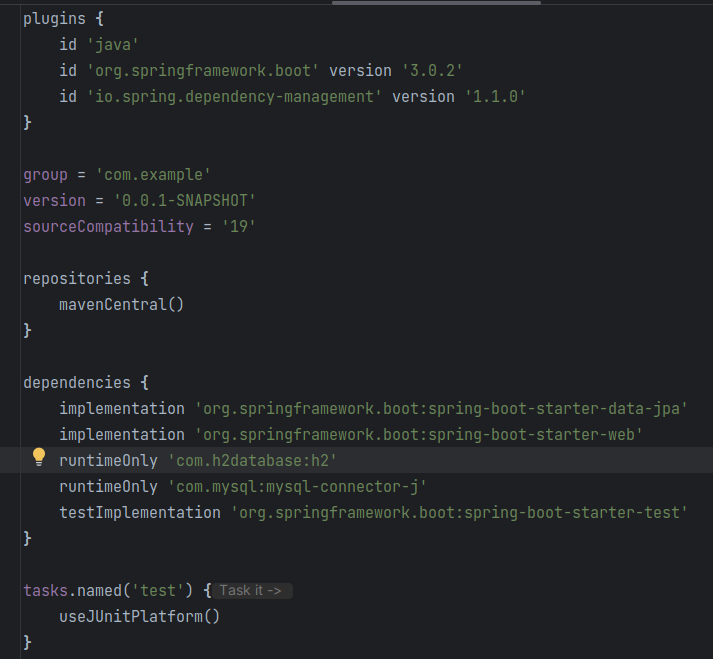 plugins {
    id 'java'
    id 'org.springframework.boot' version '3.0.2'
    id 'io.spring.dependency-management' version '1.1.0'
}
group = 'com.example'
version = '0.0.1-SNAPSHOT'
sourceCompatibility = '19'
repositories {
    mavenCentral()
}
dependencies {
    implementation 'org.springframework.boot:spring-boot-starter-data-jpa'
    implementation 'org.springframework.boot:spring-boot-starter-web'
    runtimeOnly 'com.h2database:h2'
    runtimeOnly 'com.mysql:mysql-connector-j'
    testImplementation 'org.springframework.boot:spring-boot-starter-test'
}
tasks.named('test') { Task it ->
    useJUnitPlatform()
}